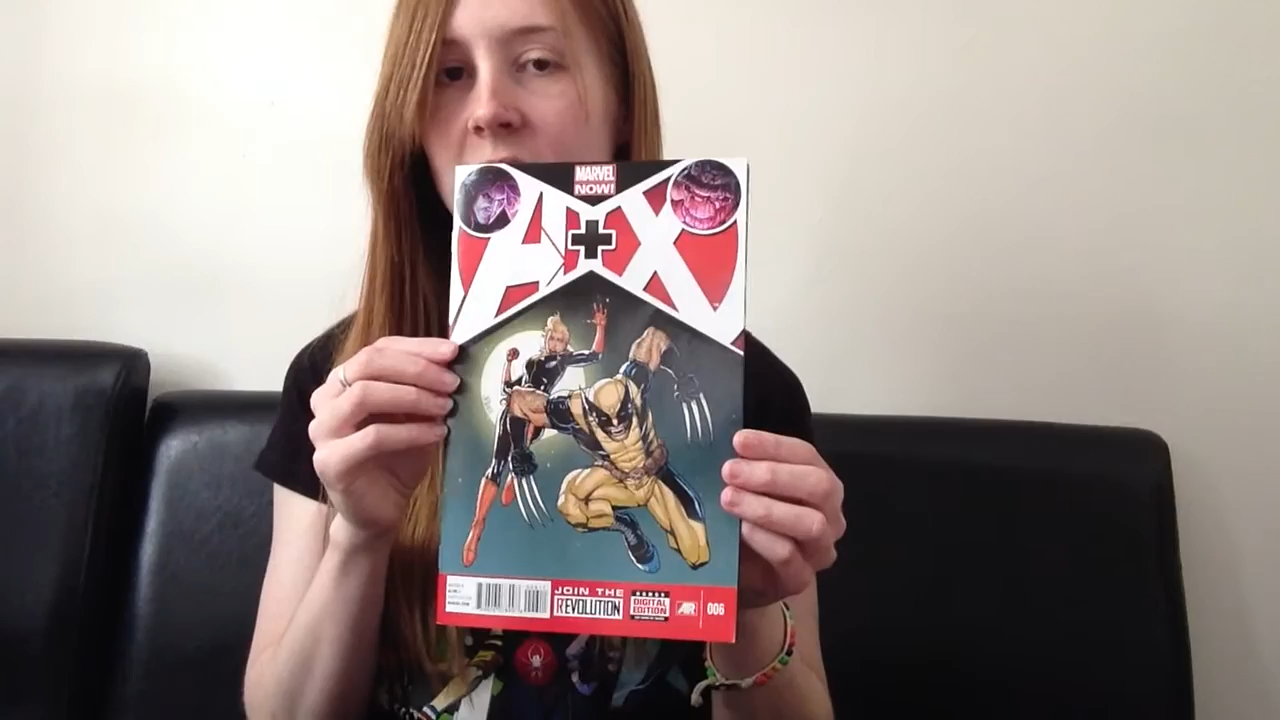 MARVEL
NOW!
A+X
JOIN THE
REVOLUTION
DIGITAL
EDITION
AR
006